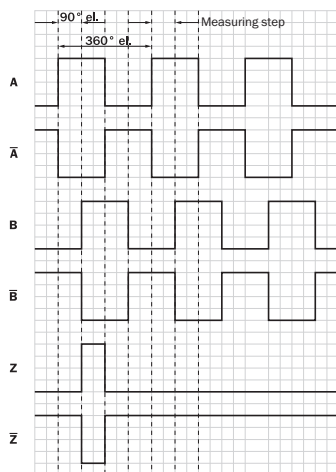 90° el.
Measuring step
360° el.
A
A̅
B
B̅
Z
Z̅